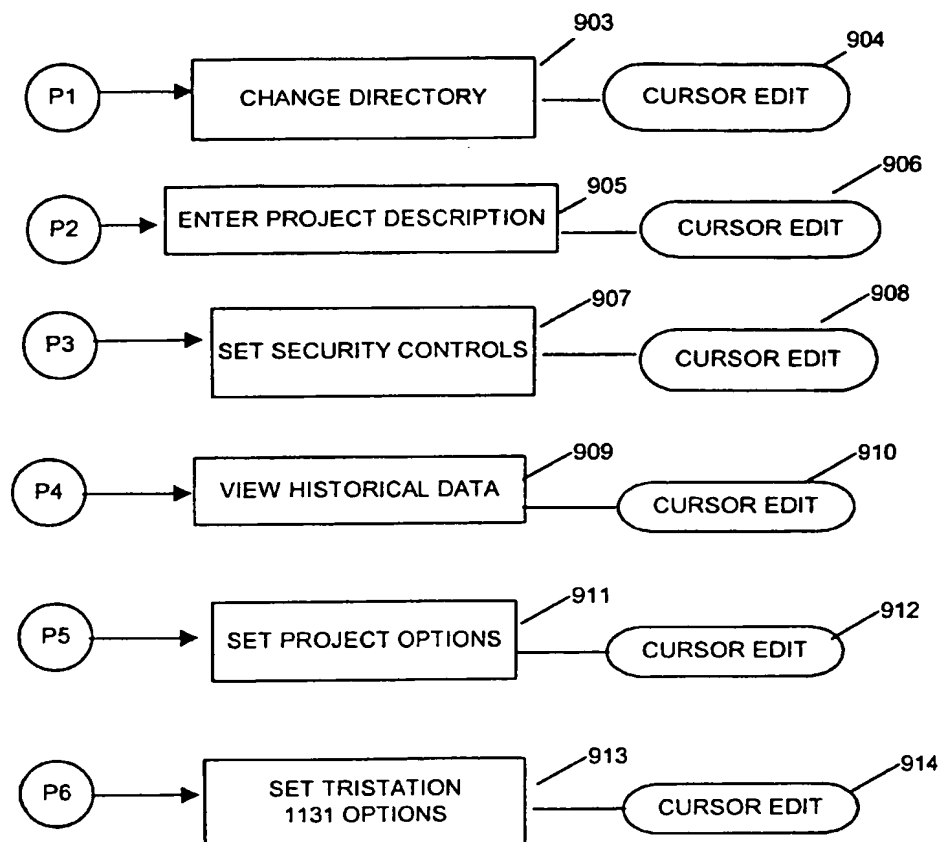 903
904
P1
CHANGE DIRECTORY
CURSOR EDIT
905
906
P2
ENTER PROJECT DESCRIPTION
CURSOR EDIT
907
908
P3
SET SECURITY CONTROLS
CURSOR EDIT
909
910
P4
VIEW HISTORICAL DATA
CURSOR EDIT
911
912
P5
SET PROJECT OPTIONS
CURSOR EDIT
913
914
P6
SET TRISTATION
1131 OPTIONS
CURSOR EDIT